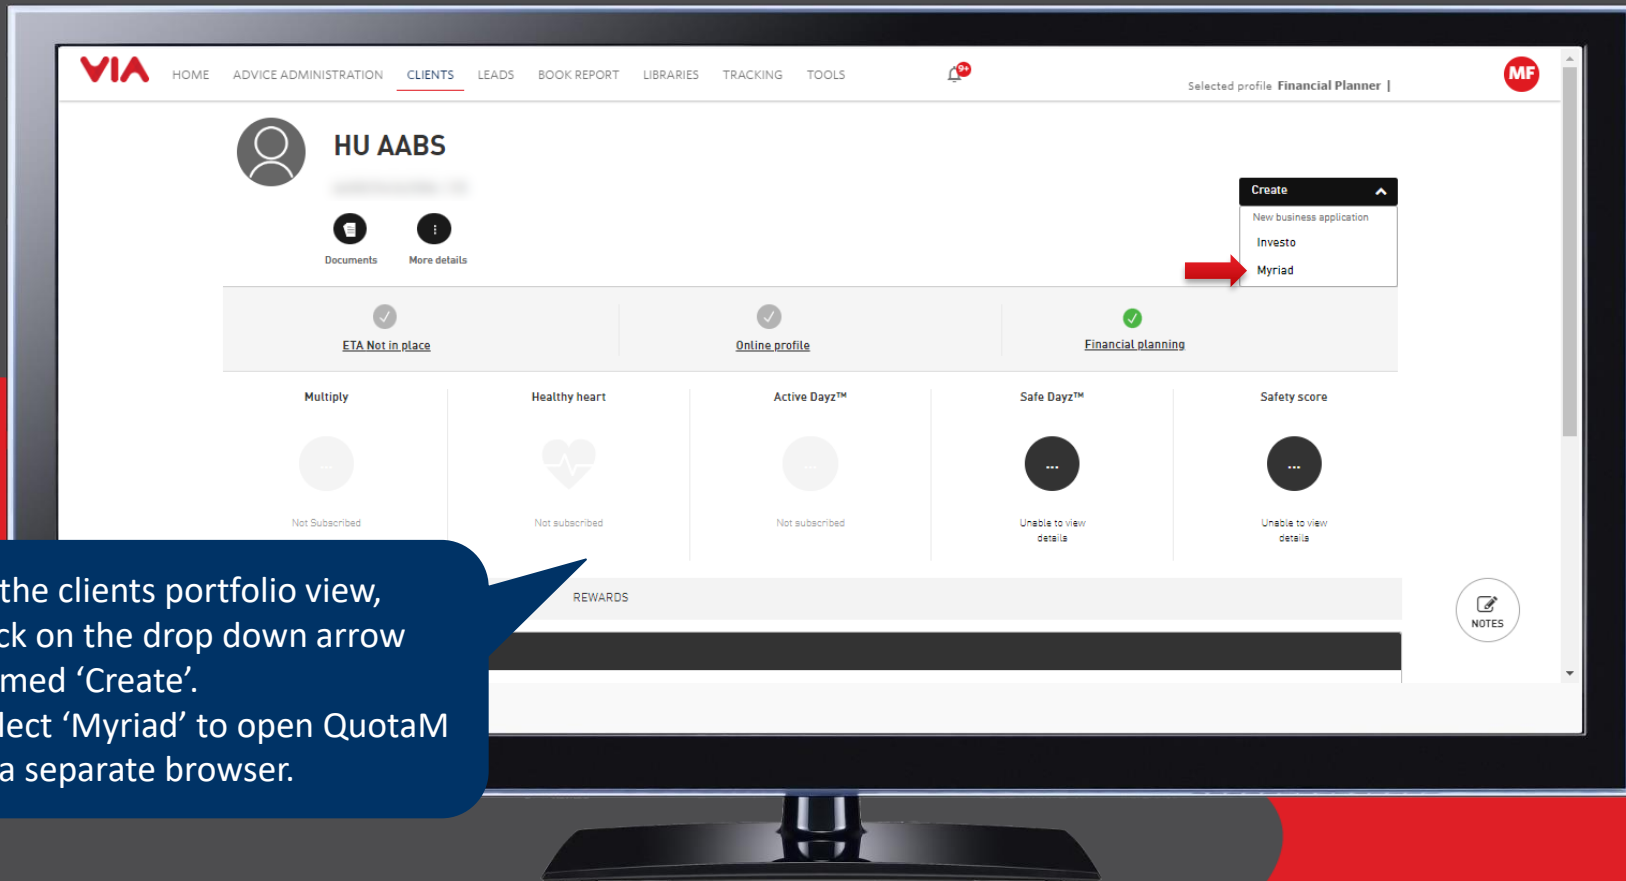 VIA HOME ADVICE ADMINISTRATION CLIENTS LEADS BOOK REPORT LIBRARIES TRACKING TOOLS 9+ MF
Selected profile Financial Planner |
HU AABS
Create
New business application
Investo
Myriad
Documents More details
ETA Not in place Online profile Financial planning
Multiply Healthy heart Active Dayz™ Safe Dayz™ Safety score
Not Subscribed Not subscribed Not subscribed Unable to view details Unable to view details
REWARDS
NOTES
the clients portfolio view,
ck on the drop down arrow
med ‘Create’.
lect ‘Myriad’ to open QuotaM
a separate browser.